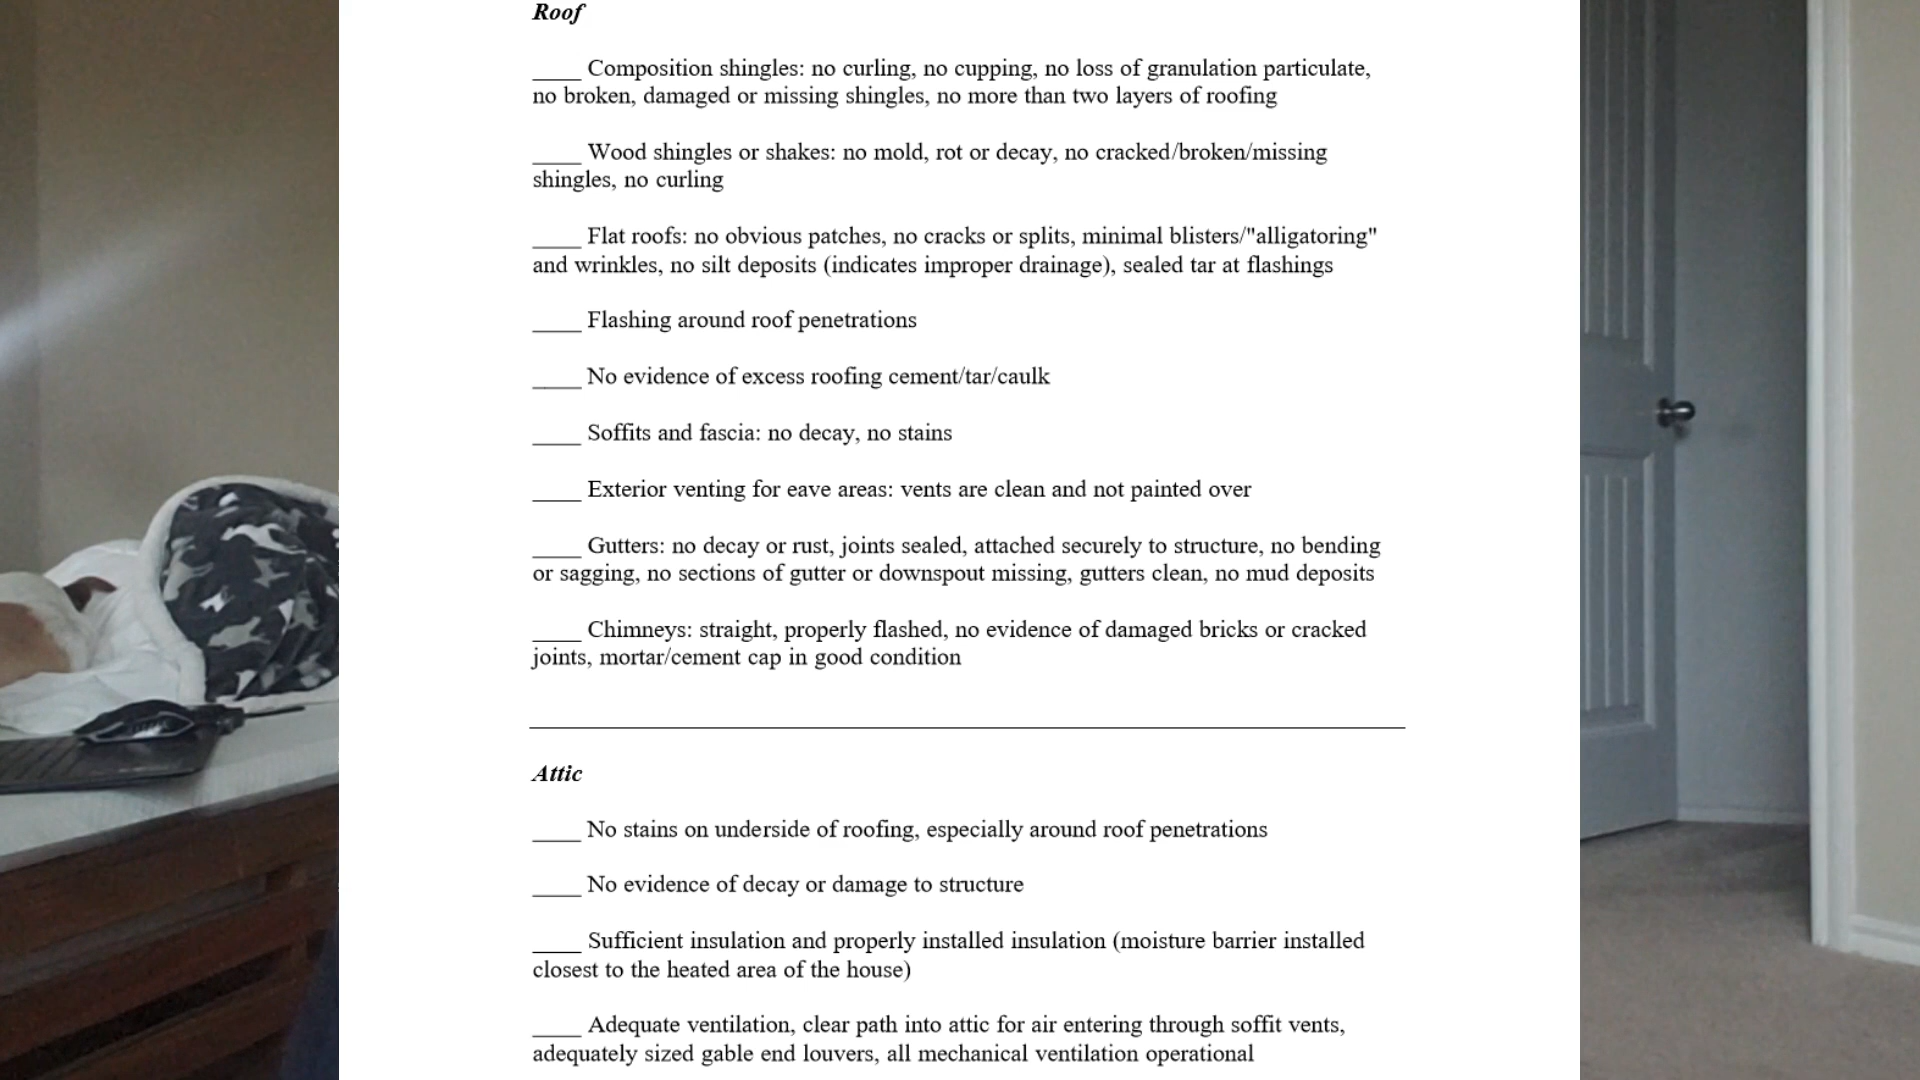 Roof
____ Composition shingles: no curling, no cupping, no loss of granulation particulate,
no broken, damaged or missing shingles, no more than two layers of roofing
____ Wood shingles or shakes: no mold, rot or decay, no cracked/broken/missing
shingles, no curling
____ Flat roofs: no obvious patches, no cracks or splits, minimal blisters/"alligatoring"
and wrinkles, no silt deposits (indicates improper drainage), sealed tar at flashings
____ Flashing around roof penetrations
____ No evidence of excess roofing cement/tar/caulk
____ Soffits and fascia: no decay, no stains
____ Exterior venting for eave areas: vents are clean and not painted over
____ Gutters: no decay or rust, joints sealed, attached securely to structure, no bending
or sagging, no sections of gutter or downspout missing, gutters clean, no mud deposits
____ Chimneys: straight, properly flashed, no evidence of damaged bricks or cracked
joints, mortar/cement cap in good condition
Attic
____ No stains on underside of roofing, especially around roof penetrations
____ No evidence of decay or damage to structure
____ Sufficient insulation and properly installed insulation (moisture barrier installed
closest to the heated area of the house)
____ Adequate ventilation, clear path into attic for air entering through soffit vents,
adequately sized gable end louvers, all mechanical ventilation operational